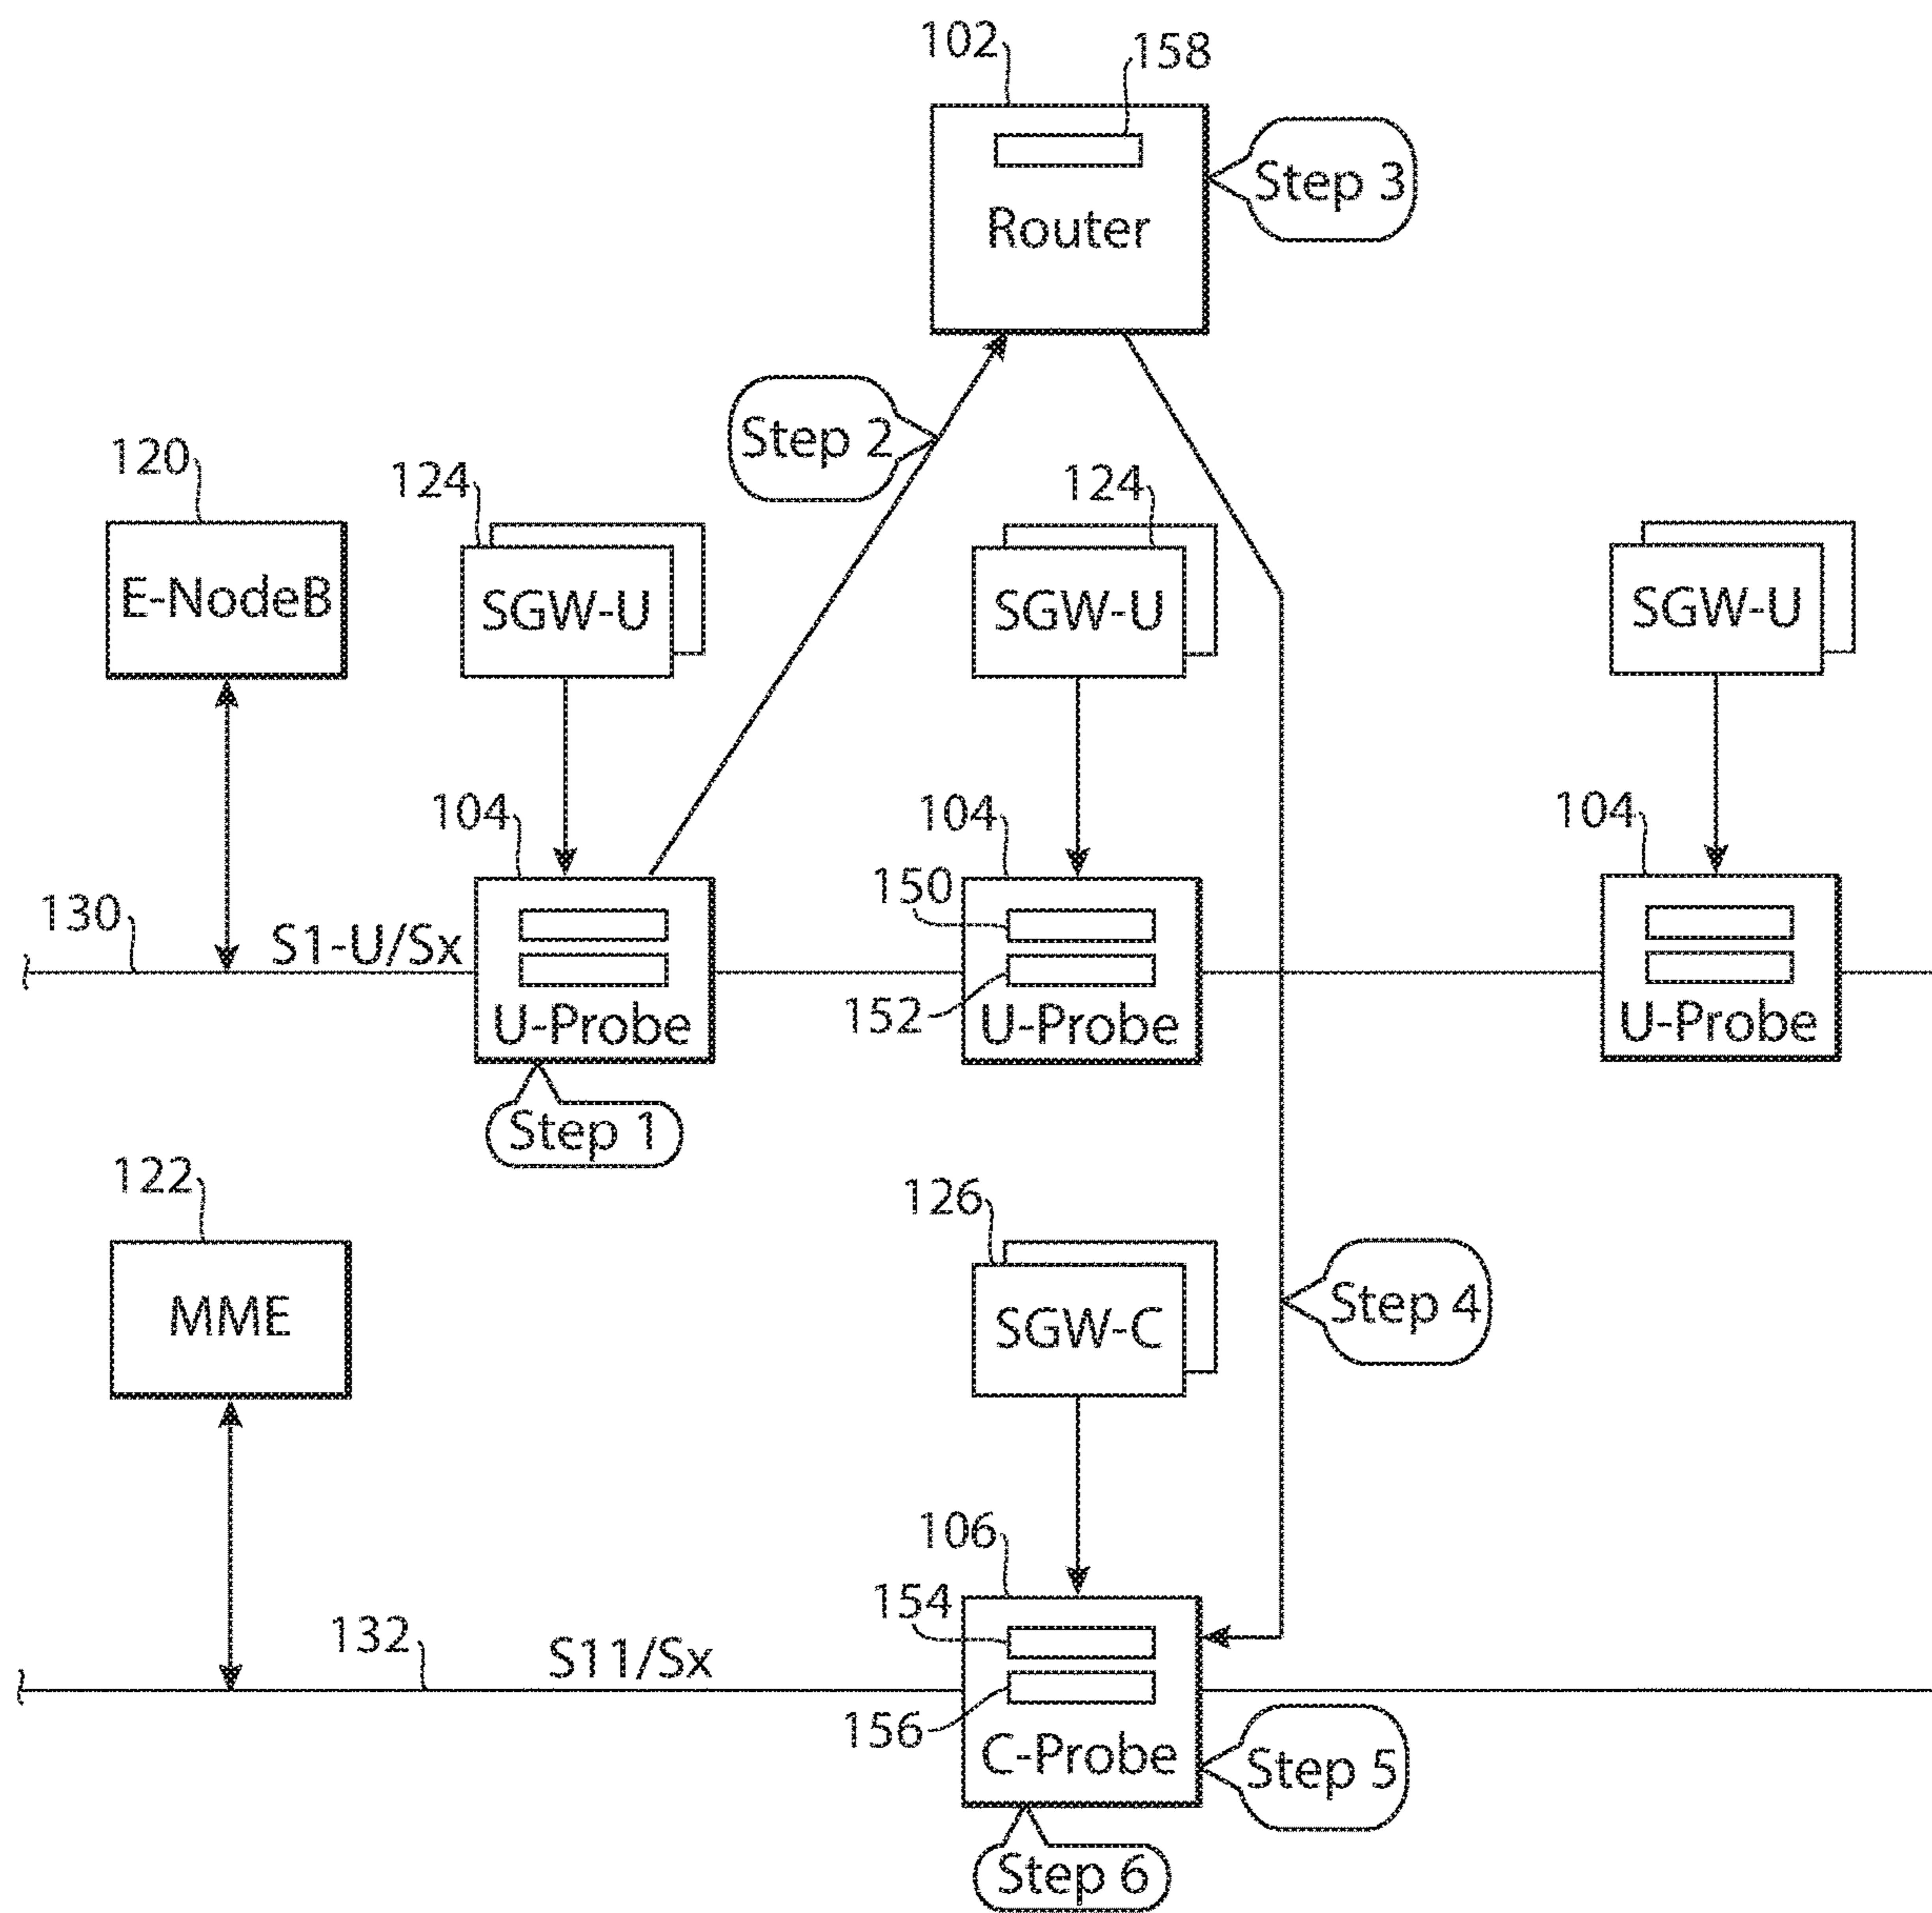 102
158
Step 3
Router
Step 2
120
124
124
E-NodeB
SGW-U
SGW-U
SGW-U
104
104
104
150
130
S1-U/Sx
152
U-Probe
U-Probe
U-Probe
Step 1
122
126
MME
SGW-C
Step 4
106
154
132
S11/Sx
156
C-Probe
Step 5
Step 6